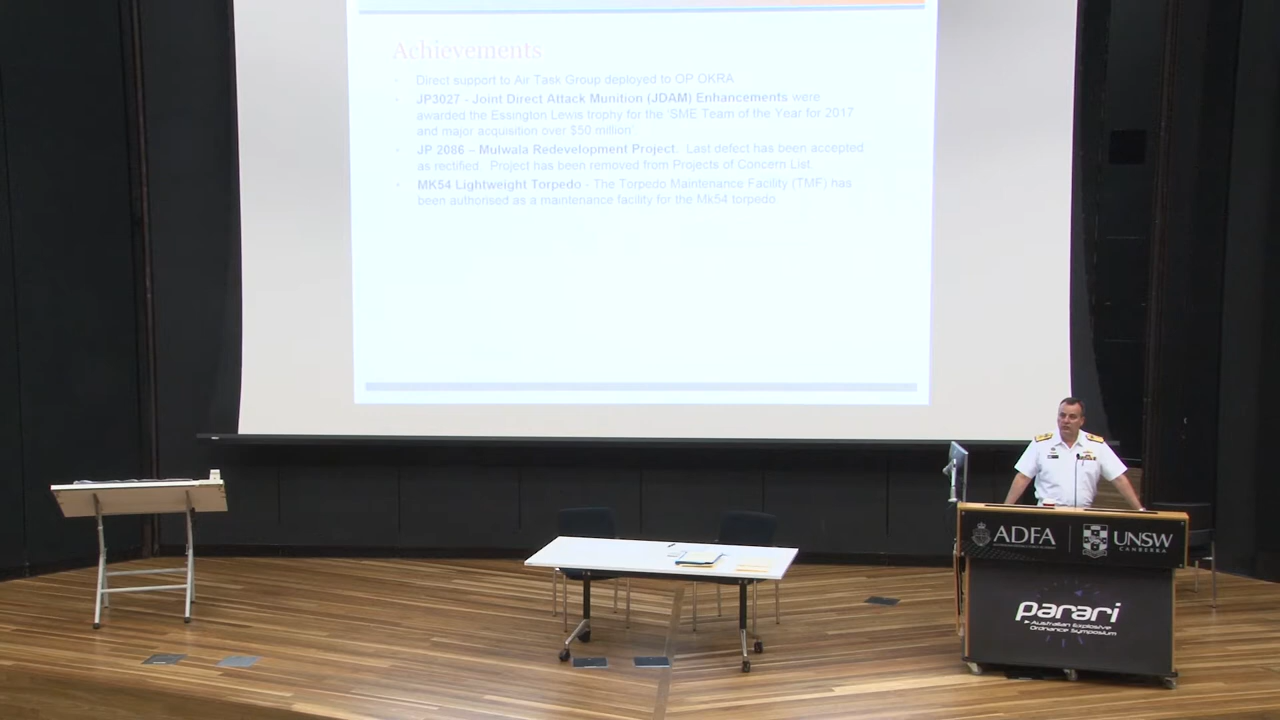 Achievements
- Direct support to Air Task Group deployed to OP OKRA
- JP3027 - Joint Direct Attack Munition (JDAM) Enhancements were
awarded the Essington Lewis trophy for the 'SME Team of the Year for 2017
and major acquisition over $50 million'
- JP 2086 – Mulwala Redevelopment Project. Last defect has been accepted
as rectified. Project has been removed from Projects of Concern List.
- MK54 Lightweight Torpedo - The Torpedo Maintenance Facility (TMF) has
been authorised as a maintenance facility for the Mk54 torpedo
ADFA
UNSW
CANBERRA
parari
Australian Explosive
Ordnance Symposium